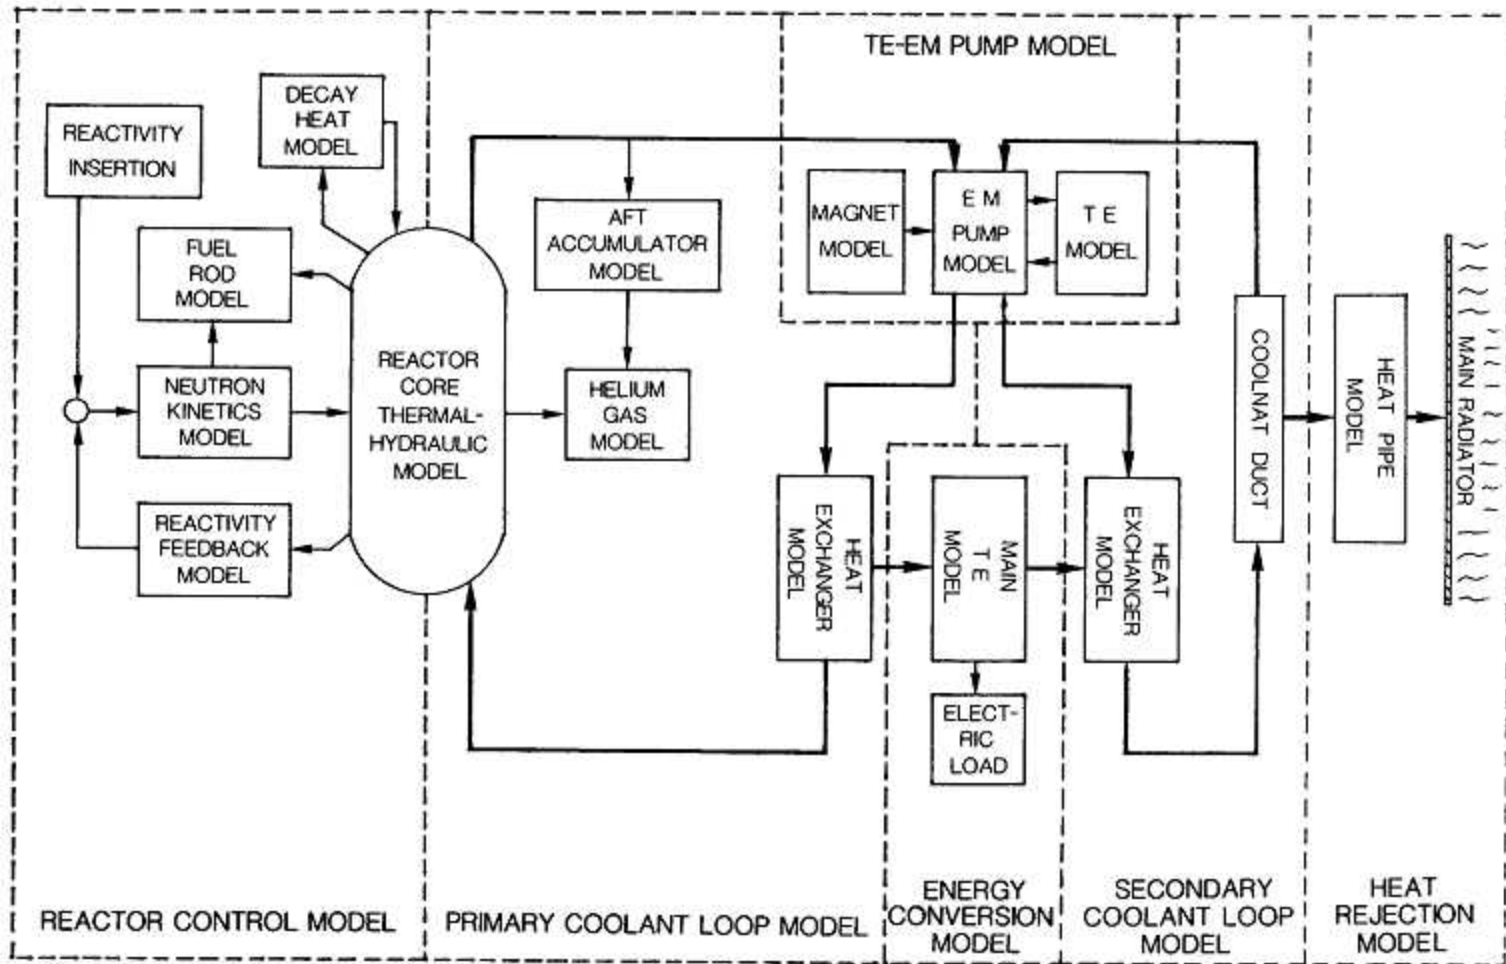 TE-EM PUMP MODEL
REACTIVITY
INSERTION
DECAY
HEAT
MODEL
FUEL
ROD
MODEL
NEUTRON
KINETICS
MODEL
REACTIVITY
FEEDBACK
MODEL
REACTOR
CORE
THERMAL-
HYDRAULIC
MODEL
AFT
ACCUMULATOR
MODEL
HELIUM
GAS
MODEL
MAGNET
MODEL
E M
PUMP
MODEL
T E
MODEL
HEAT
EXCHANGER
MODEL
MAIN
T E
MODEL
ELECT-
RIC
LOAD
HEAT
EXCHANGER
MODEL
COOLNAT DUCT
HEAT PIPE
MODEL
MAIN RADIATOR
REACTOR CONTROL MODEL
PRIMARY COOLANT LOOP MODEL
ENERGY
CONVERSION
MODEL
SECONDARY
COOLANT LOOP
MODEL
HEAT
REJECTION
MODEL